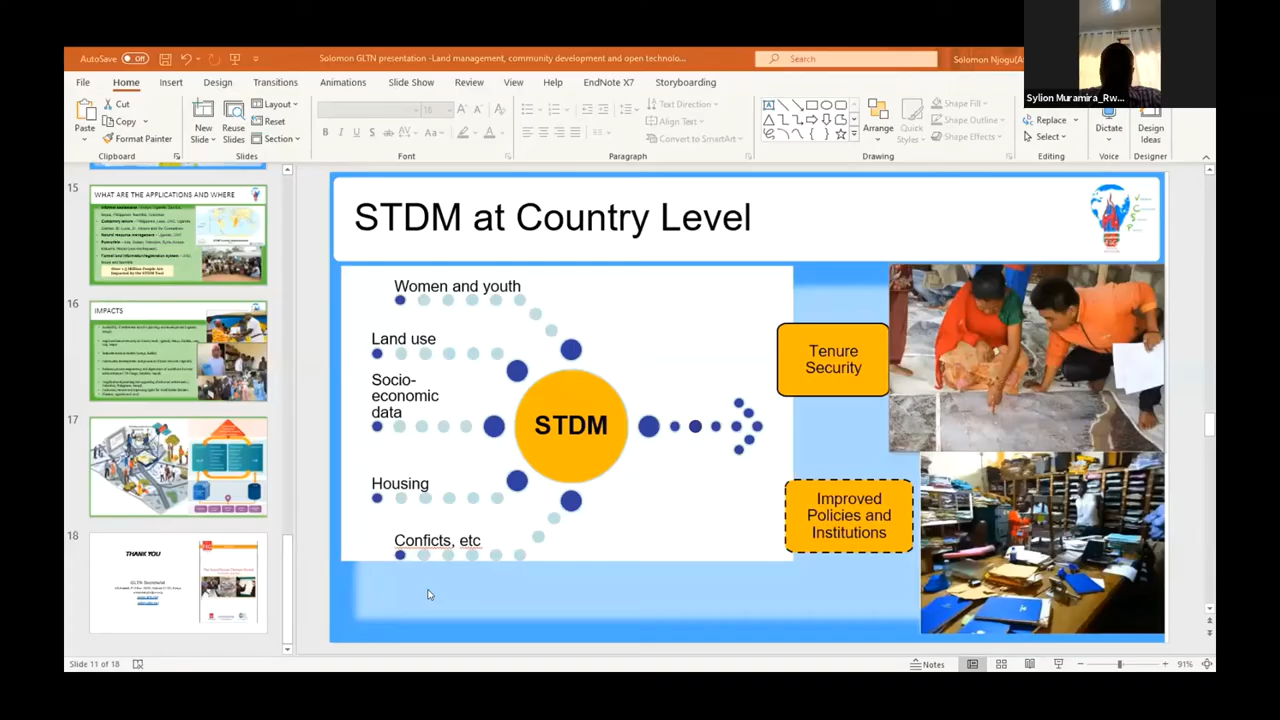 AutoSave Off
Solomon GLTN presentation -Land management, community development and open technolo...
Search
Solomon Njogu(A
Sylion Muramira_Rw...
File Home Insert Design Transitions Animations Slide Show Review View Help EndNote X7 Storyboarding
Paste
Cut
Copy
Format Painter
New Slide
Reuse Slides
Layout
Reset
Section
Text Direction
Align Text
Convert to SmartArt
Arrange
Quick Styles
Shape Fill
Shape Outline
Shape Effects
Replace
Select
Dictate
Design Ideas
Clipboard Slides Font Paragraph Drawing Editing Voice Designer
15
WHAT ARE THE APPLICATIONS AND WHERE
16
IMPACTS
17
18
THANK YOU
GLTN Secretariat
STDM at Country Level
Women and youth
Land use
Socio-
economic
data
Housing
Conficts, etc
STDM
Tenure
Security
Improved
Policies and
Institutions
Slide 11 of 18
Notes
91%